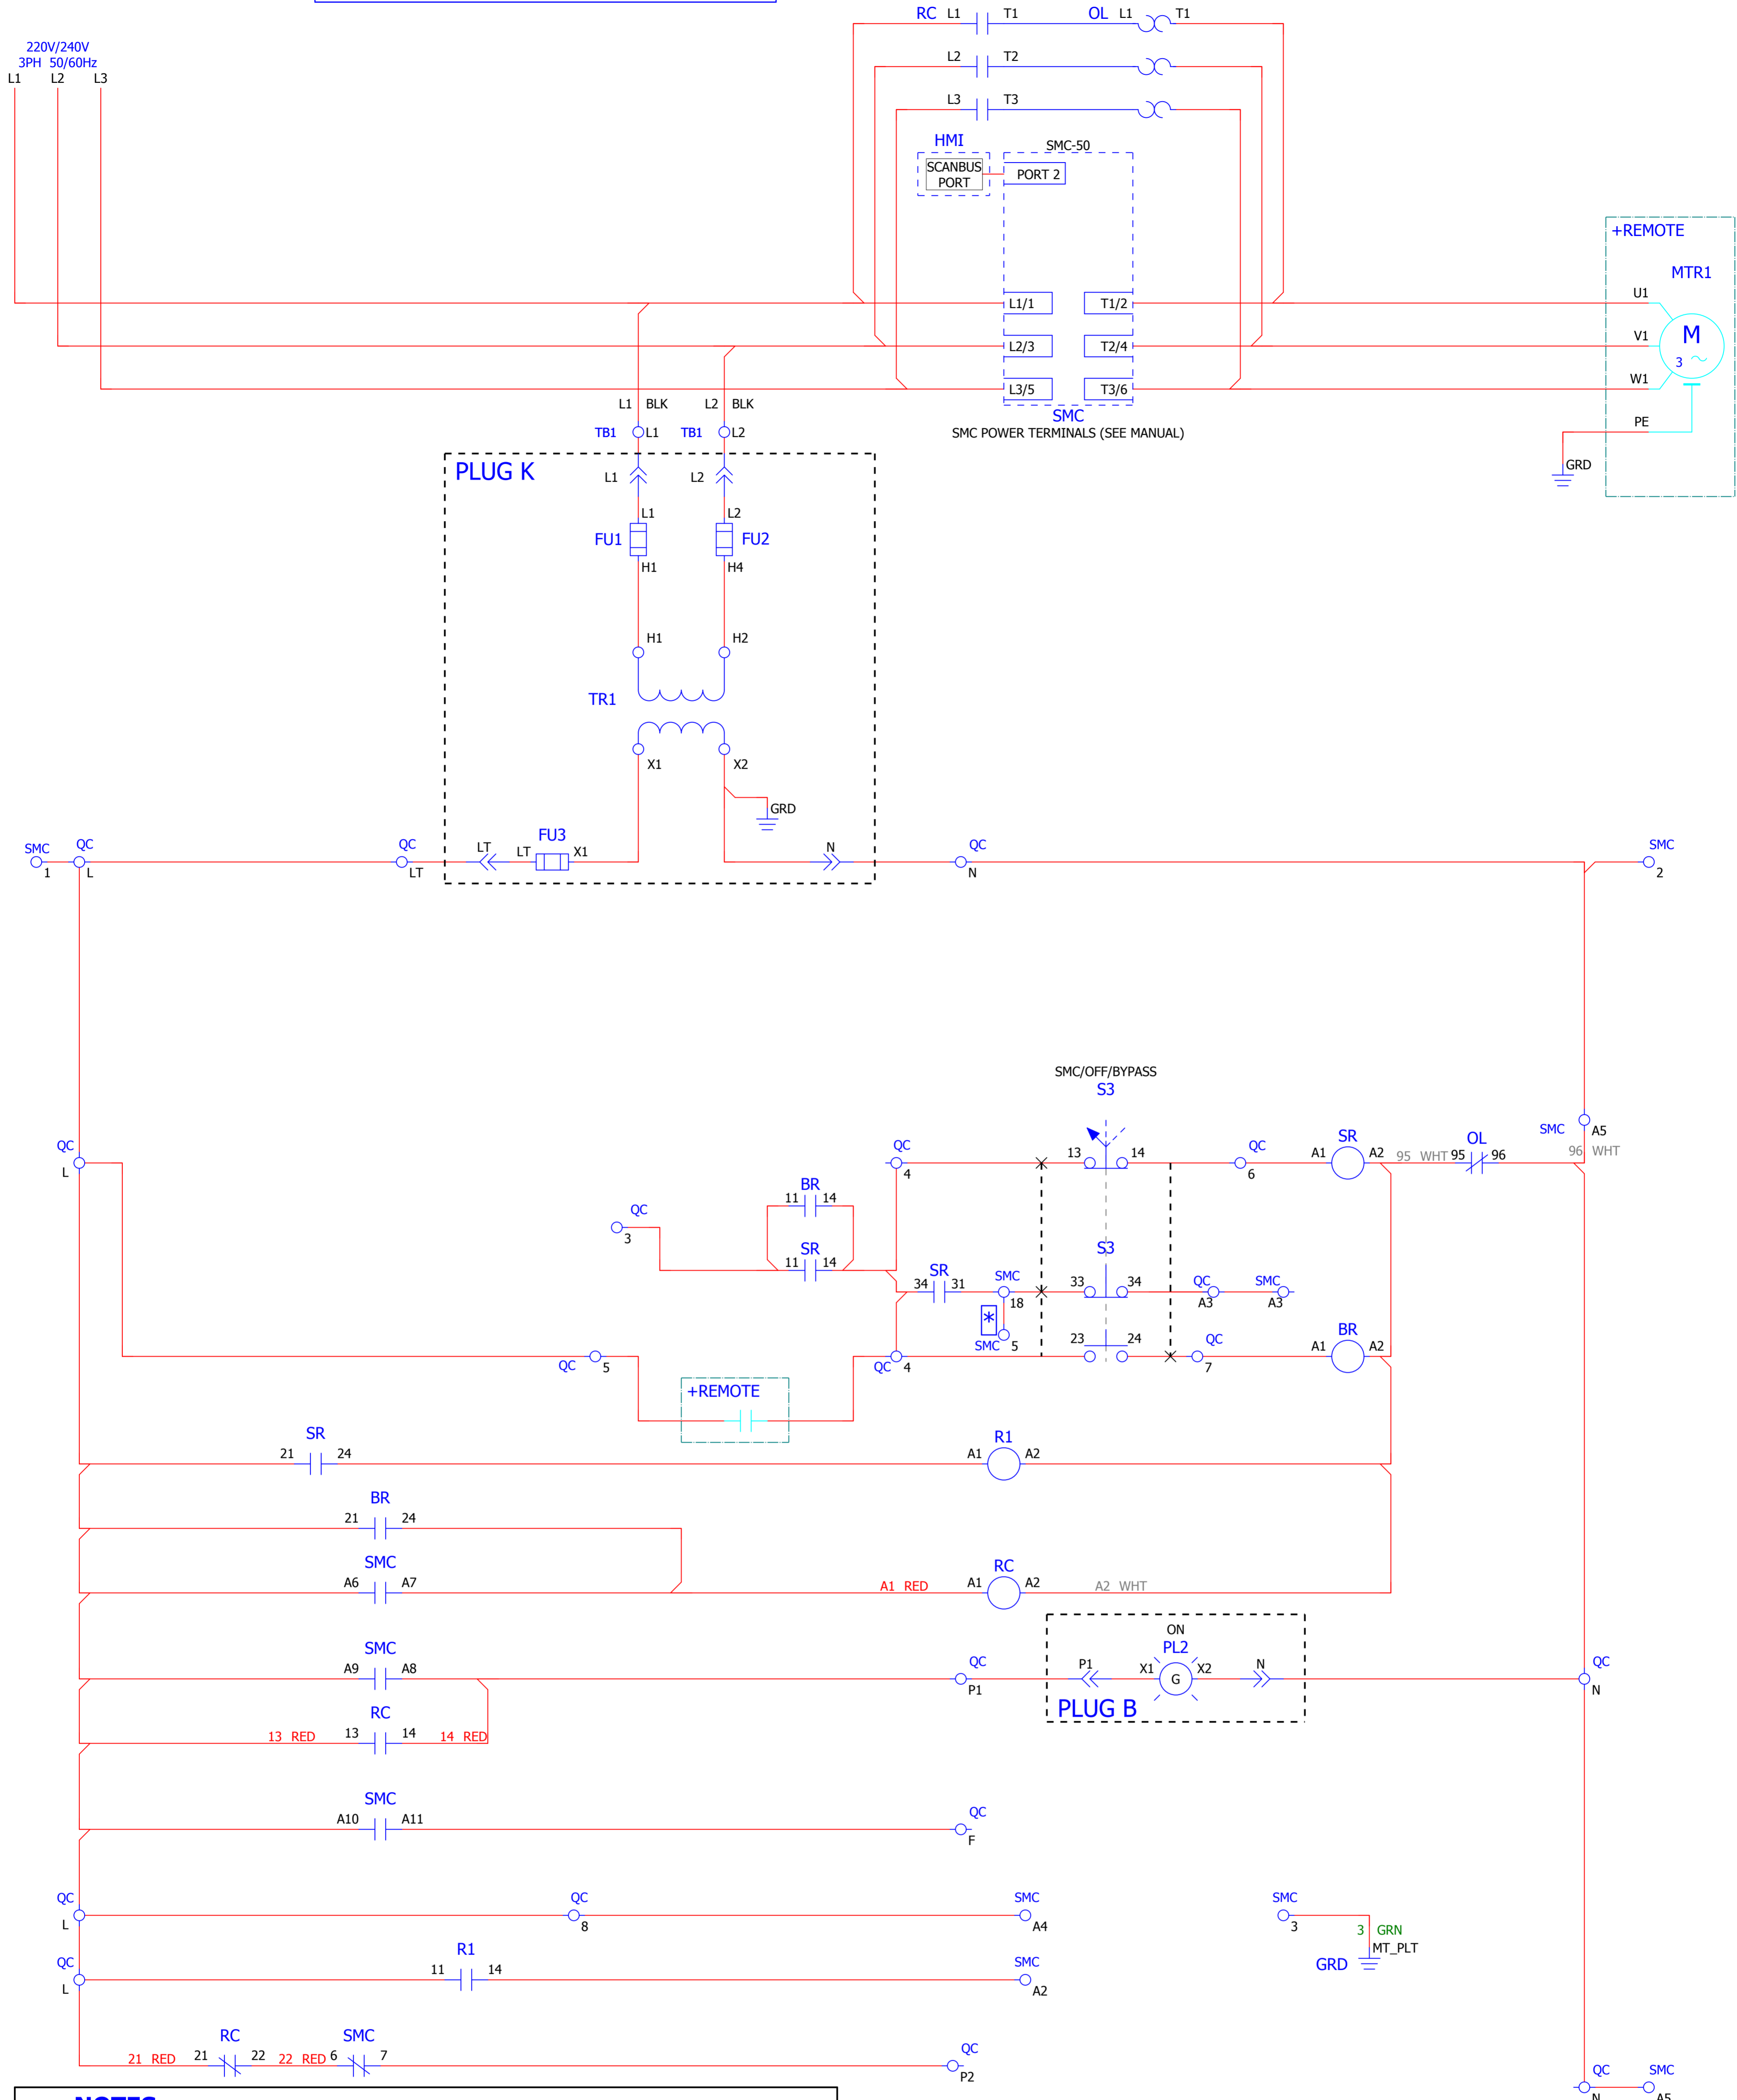 RC L1 T1 OL L1 T1
220V/240V
3PH 50/60Hz
L1 L2 L3
L2 T2
L3 T3
HMI
SMC-50
SCANBUS
PORT
PORT 2
+REMOTE
MTR1
U1
L1/1 T1/2
V1
M
3
L2/3 T2/4
W1
L3/5 T3/6
L1 BLK L2 BLK
SMC
SMC POWER TERMINALS (SEE MANUAL)
PE
TB1 L1 TB1 L2
GRD
PLUG K
L1 L2
L1 L2
FU1 FU2
H1 H4
H1 H2
TR1
X1 X2
GRD
FU3
SMC QC QC LT LT X1 N QC SMC
1 L LT N 2
SMC/OFF/BYPASS
S3
SMC A5
QC QC 13 14 QC SR OL
L 4 6 A1 A2 95 WHT 95 96 96 WHT
BR
11 14
QC
3
SR
11 14
S3
SR
34 31
SMC
18
33 34
QC
A3
SMC
A3
*
SMC 5
23 24
QC
7
BR
A1 A2
QC 5
QC 4
+REMOTE
SR
21 24
R1
A1 A2
BR
21 24
SMC
A6 A7
RC
A1 RED A1 A2 A2 WHT
ON
PL2
SMC
A9 A8
QC
P1
P1 X1 G X2 N
QC
N
PLUG B
RC
13 RED 13 14 14 RED
SMC
A10 A11
QC
F
QC QC SMC SMC
L 8 A4 3
3 GRN
MT_PLT
GRD
QC R1 SMC
L 11 14 A2
RC SMC
21 RED 21 22 22 RED 6 7
QC
P2
QC SMC
N A5
NOTES